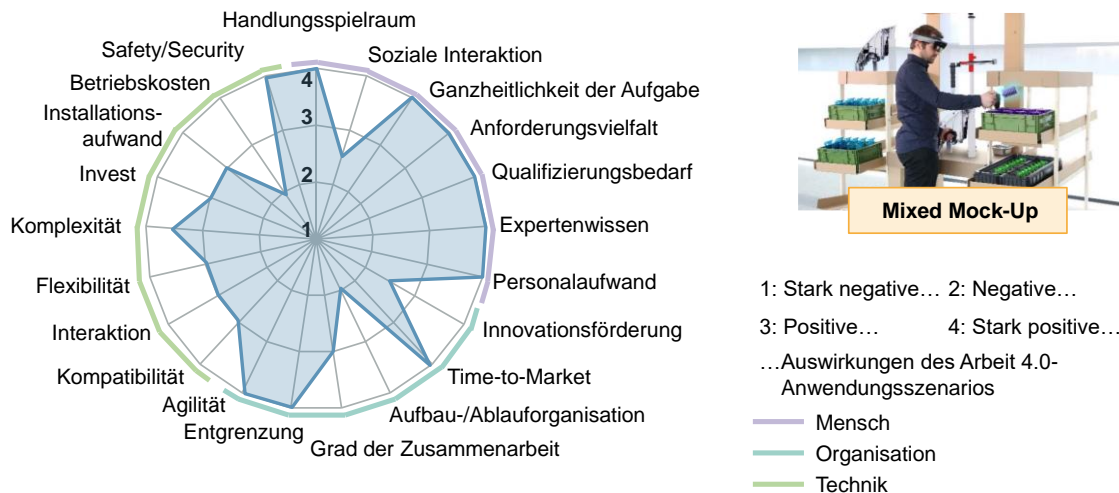 Handlungsspielraum
Soziale Interaktion
Ganzheitlichkeit der Aufgabe
Anforderungsvielfalt
Qualifizierungsbedarf
Expertenwissen
Personalaufwand
Innovationsförderung
Time-to-Market
Aufbau-/Ablauforganisation
Grad der Zusammenarbeit
Entgrenzung
Agilität
Kompatibilität
Interaktion
Flexibilität
Komplexität
Invest
Installations-
aufwand
Betriebskosten
Safety/Security
4
3
2
1
Mixed Mock-Up
1: Stark negative… 2: Negative…
3: Positive… 4: Stark positive…
…Auswirkungen des Arbeit 4.0-
Anwendungsszenarios
Mensch
Organisation
Technik